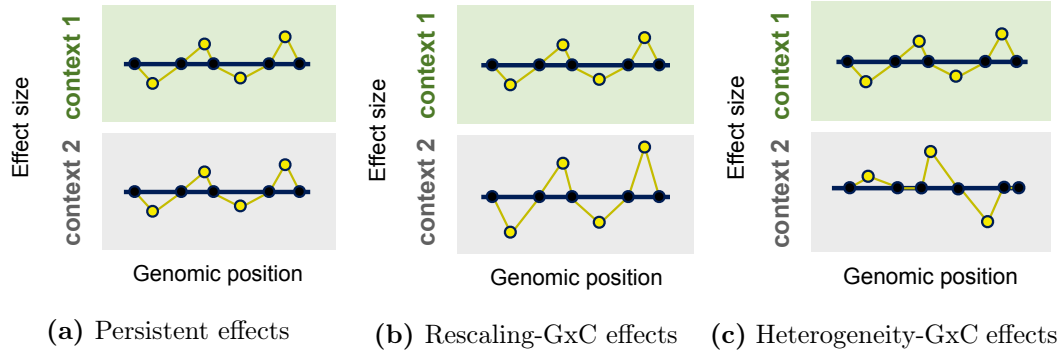 Effect size
context 1
context 2
Genomic position
(a) Persistent effects
Effect size
context 1
context 2
Genomic position
(b) Rescaling-GxC effects
Effect size
context 1
context 2
Genomic position
(c) Heterogeneity-GxC effects